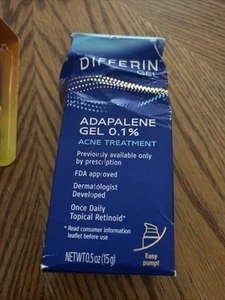 DIFFERIN
GEL
ADAPALENE
GEL 0.1%
ACNE TREATMENT
Previously available only
by prescription
FDA approved
Dermatologist
Developed
Once Daily
Topical Retinoid*
* Read consumer information
leaflet before use
Easy
pump!
NET WT 0.5 oz (15 g)